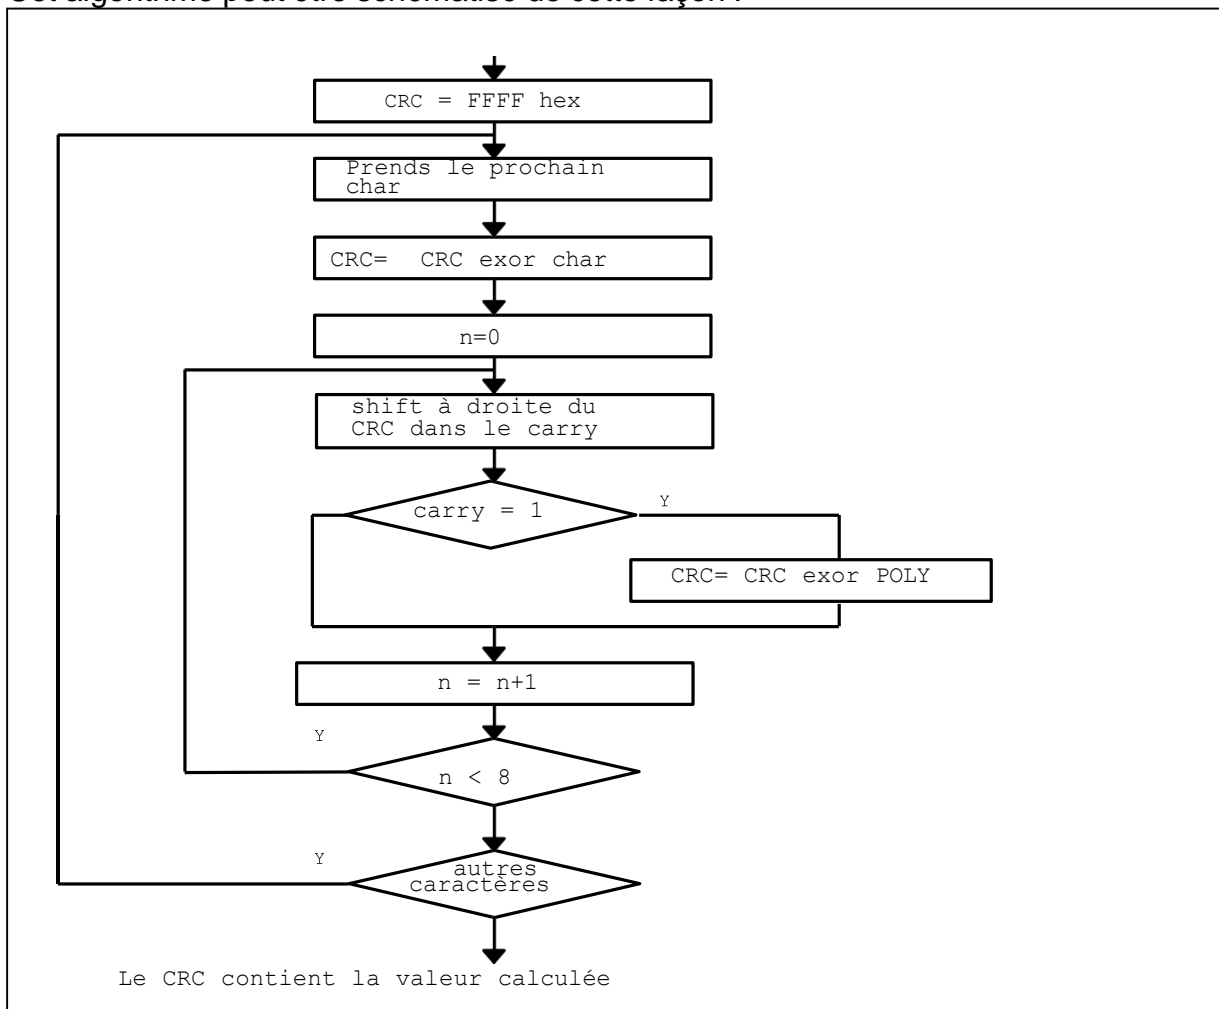 Cet algorithme peut être schématisé de cette façon :
CRC = FFFF hex
Prends le prochain
char
CRC= CRC exor char
n=0
shift à droite du
CRC dans le carry
carry = 1
Y
CRC= CRC exor POLY
n = n+1
Y
n < 8
Y
autres
caractères
Le CRC contient la valeur calculée